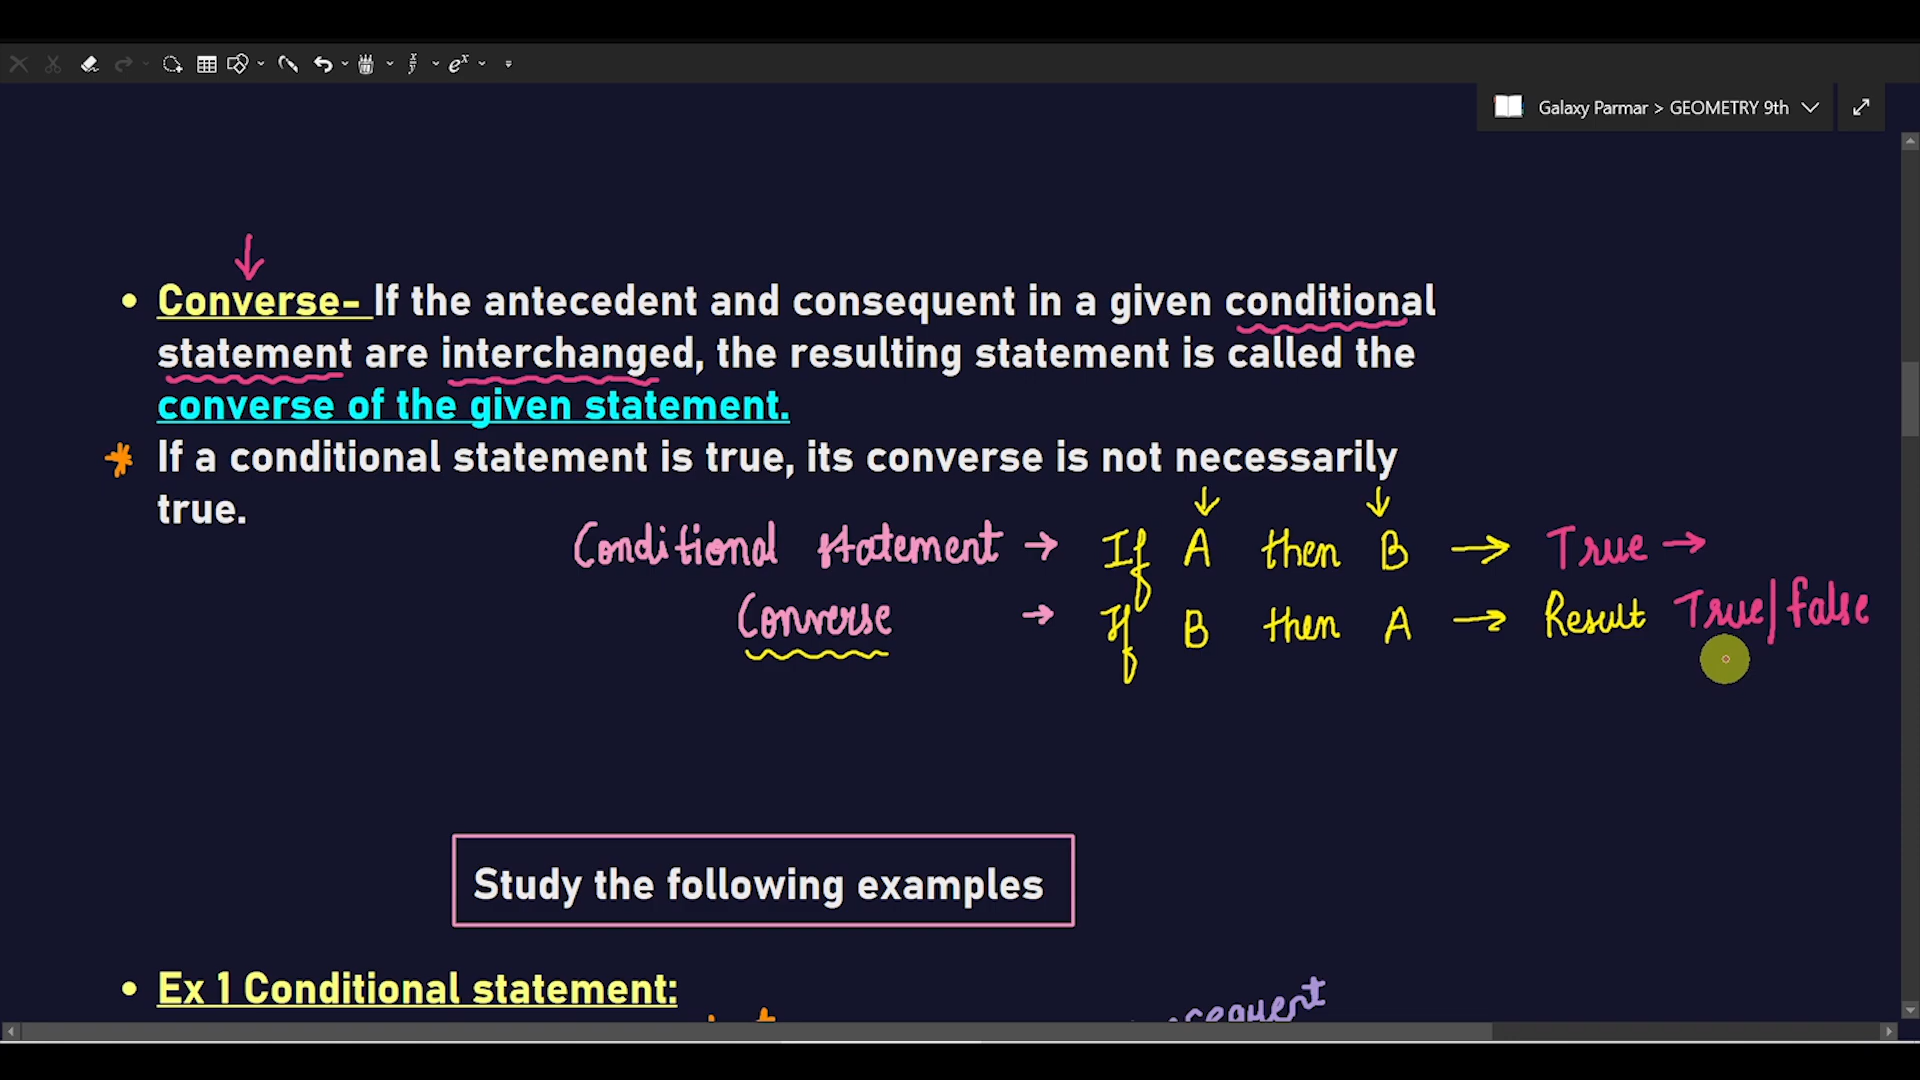 Galaxy Parmar > GEOMETRY 9th
• Converse- If the antecedent and consequent in a given conditional
statement are interchanged, the resulting statement is called the
converse of the given statement.
* If a conditional statement is true, its converse is not necessarily
true.
Conditional statement → If A then B → True →
Converse → If B then A → Result True/false
Study the following examples
• Ex 1 Conditional statement: